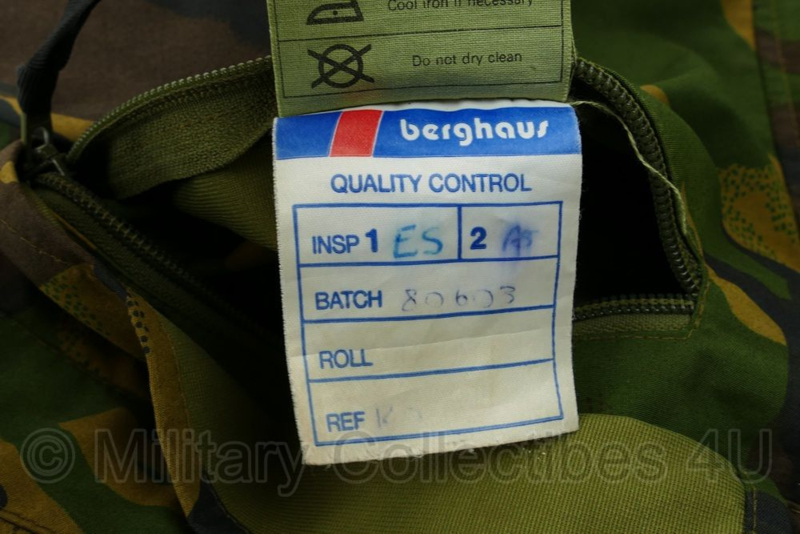 Cool iron if necessary
Do not dry clean
berghaus
QUALITY CONTROL
INSP 1 ES 2
BATCH 80603
ROLL
REF
© Military Collectibles 4U